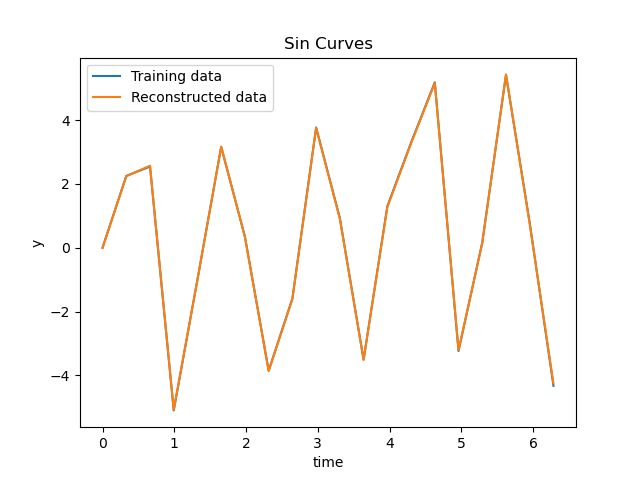 Sin Curves
Training data
Reconstructed data
4
2
0
−2
−4
y
0 1 2 3 4 5 6
time